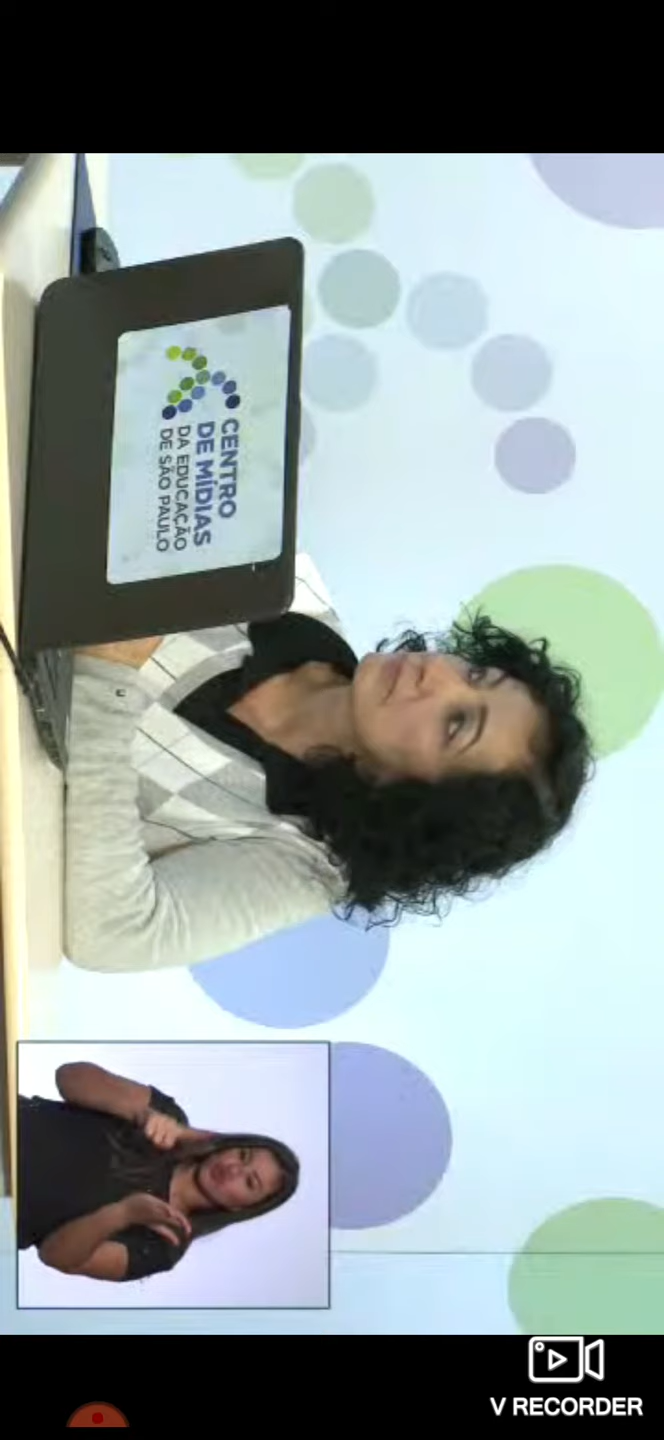 CENTRO
DE MÍDIAS
DA EDUCAÇÃO
DE SÃO PAULO
V RECORDER